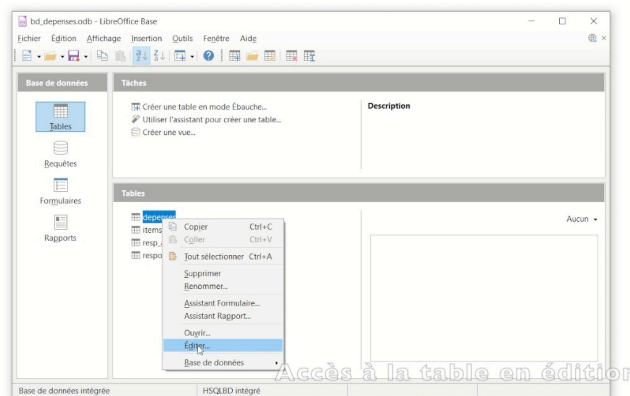 bd_depenses.odb - LibreOffice Base
Fichier Édition Affichage Insertion Outils Fenêtre Aide
Base de données
Tables
Requêtes
Formulaires
Rapports
Tâches
Créer une table en mode Ébauche...
Utiliser l'assistant pour créer une table...
Créer une vue...
Description
Tables
depenses
items
resp_
respo
Aucun
Copier Ctrl+C
Coller Ctrl+V
Tout sélectionner Ctrl+A
Supprimer
Renommer...
Assistant Formulaire...
Assistant Rapport...
Ouvrir...
Éditer...
Base de données
Accès à la table en édition
Base de données intégrée HSQLBD intégré